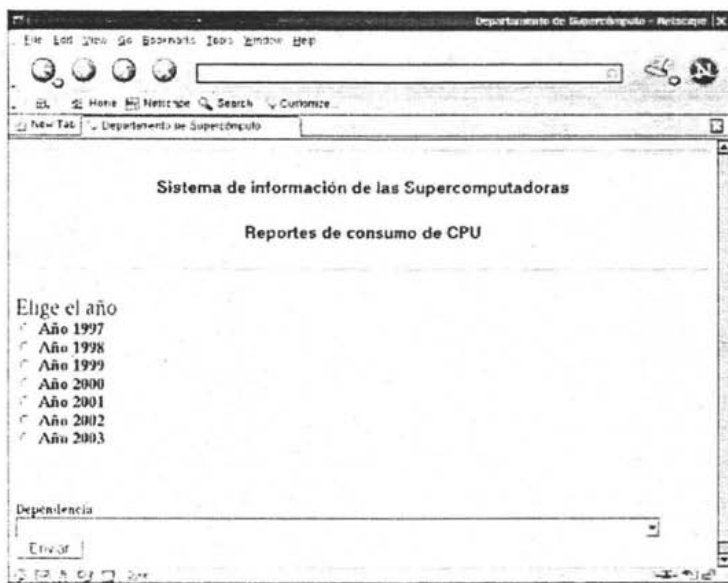 Departamento de Supercómputo - Netscape
File Edit View Go Bookmarks Tools Window Help
Home Netscape Search Customize...
New Tab Departamento de Supercómputo
Sistema de información de las Supercomputadoras
Reportes de consumo de CPU
Elige el año
Año 1997
Año 1998
Año 1999
Año 2000
Año 2001
Año 2002
Año 2003
Dependencia
Enviar